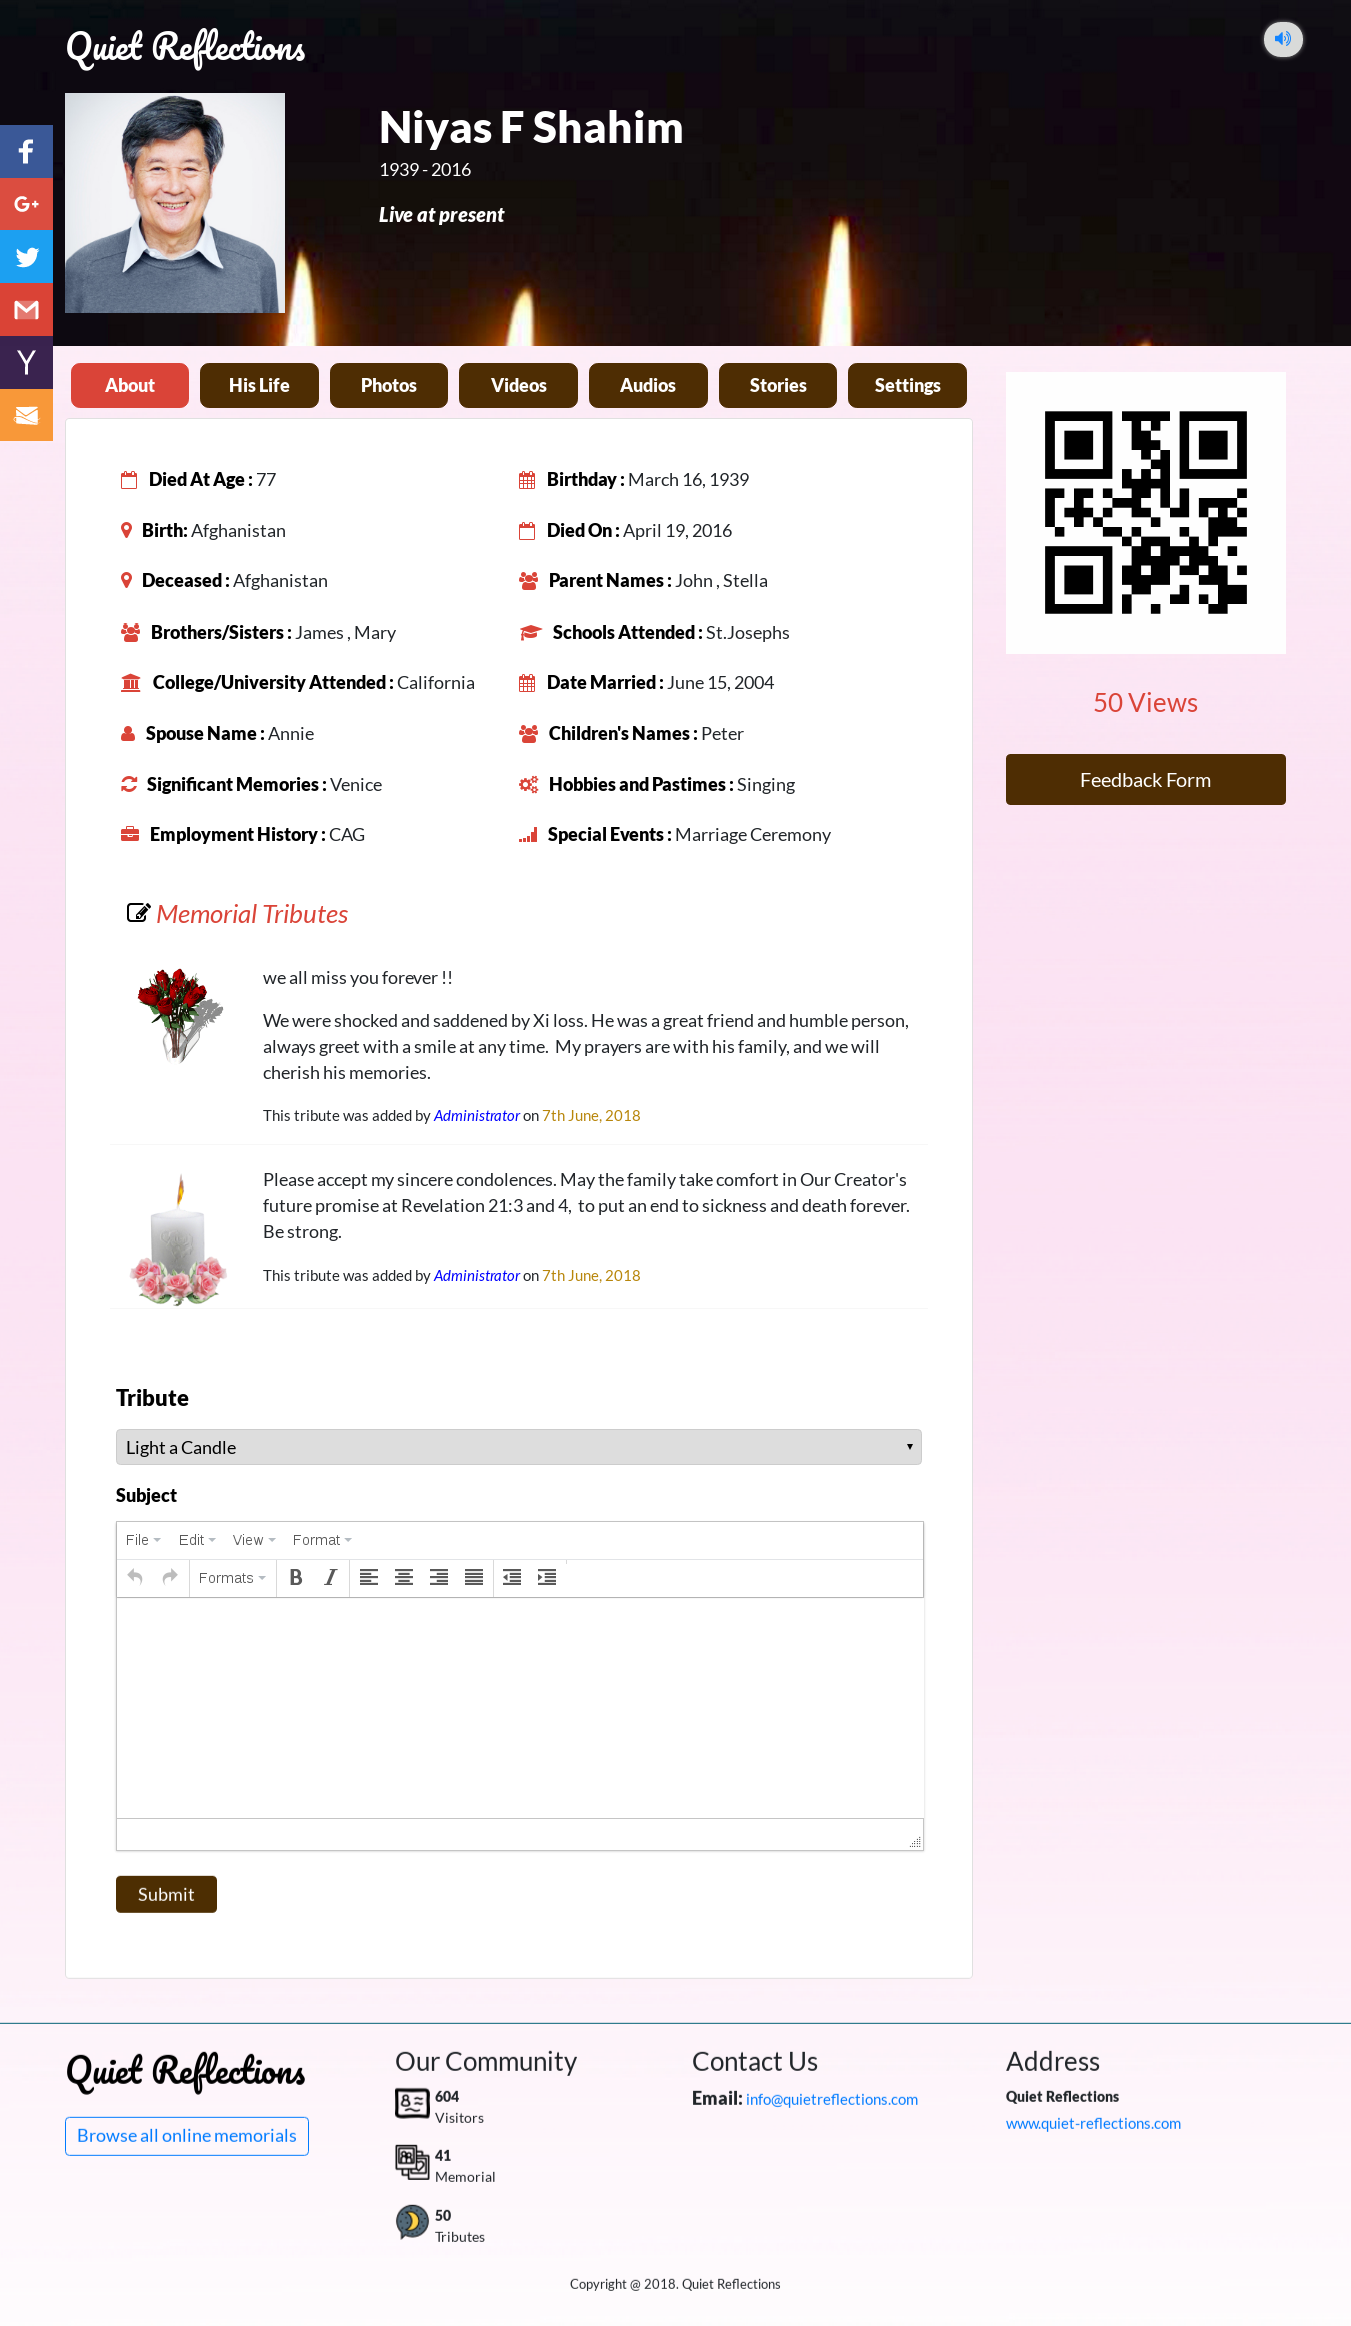 Quiet Reflections
Niyas F Shahim
1939 - 2016
Live at present
About
His Life
Photos
Videos
Audios
Stories
Settings
Died At Age : 77
Birthday : March 16, 1939
Birth: Afghanistan
Died On : April 19, 2016
Deceased : Afghanistan
Parent Names : John , Stella
Brothers/Sisters : James , Mary
Schools Attended : St.Josephs
College/University Attended : California
Date Married : June 15, 2004
Spouse Name : Annie
Children's Names : Peter
Significant Memories : Venice
Hobbies and Pastimes : Singing
Employment History : CAG
Special Events : Marriage Ceremony
50 Views
Feedback Form
Memorial Tributes
we all miss you forever !!
We were shocked and saddened by Xi loss. He was a great friend and humble person,
always greet with a smile at any time.  My prayers are with his family, and we will
cherish his memories.
This tribute was added by Administrator on 7th June, 2018
Please accept my sincere condolences. May the family take comfort in Our Creator's
future promise at Revelation 21:3 and 4,  to put an end to sickness and death forever.
Be strong.
This tribute was added by Administrator on 7th June, 2018
Tribute
Light a Candle
Subject
File
Edit
View
Format
Formats
B
I
Submit
Quiet Reflections
Browse all online memorials
Our Community
604
Visitors
41
Memorial
50
Tributes
Contact Us
Email: info@quietreflections.com
Address
Quiet Reflections
www.quiet-reflections.com
Copyright @ 2018. Quiet Reflections